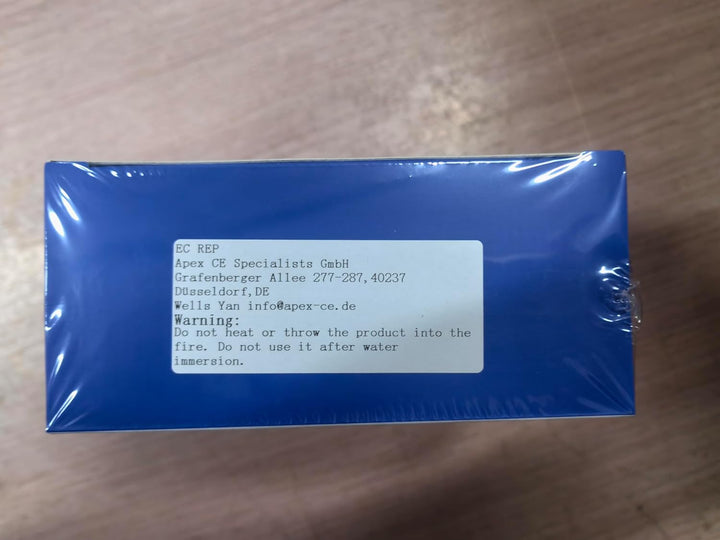 EC REP
Apex CE Specialists GmbH
Grafenberger Allee 277-287,40237
Düsseldorf,DE
Wells Yan info@apex-ce.de
Warning:
Do not heat or throw the product into the
fire. Do not use it after water
immersion.